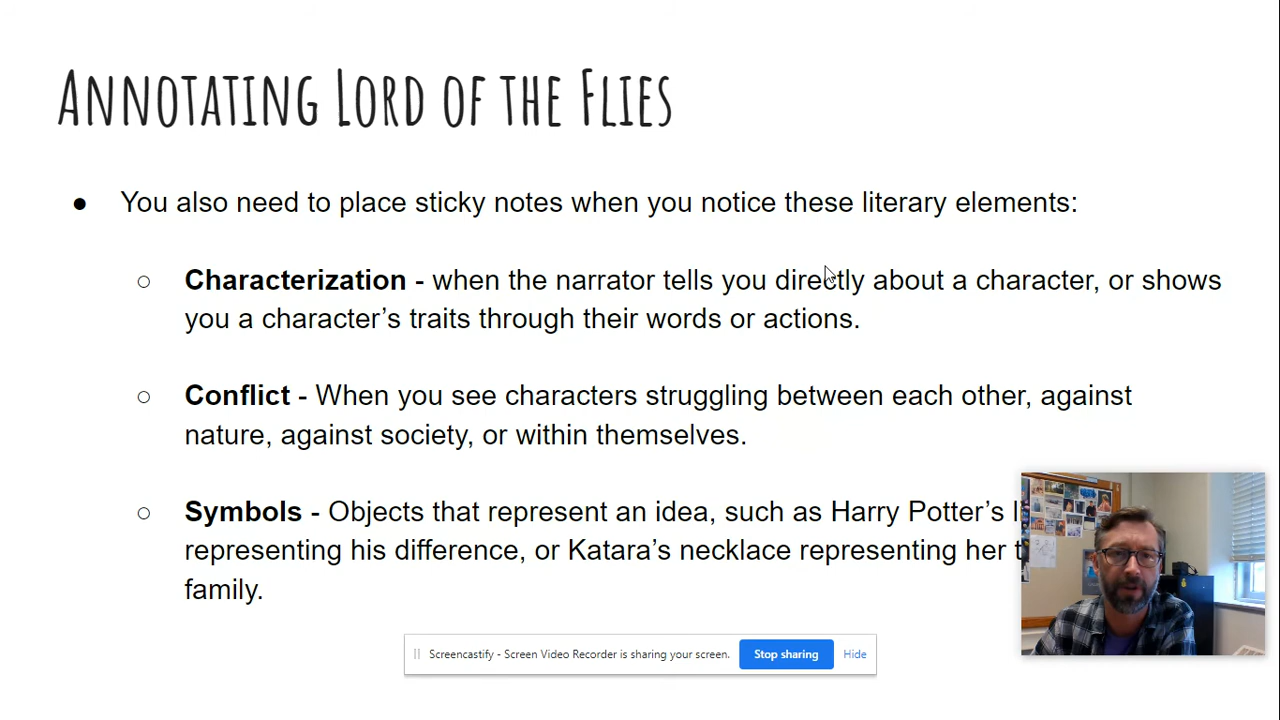 Annotating Lord of the Flies
● You also need to place sticky notes when you notice these literary elements:
○ Characterization - when the narrator tells you directly about a character, or shows
you a character’s traits through their words or actions.
○ Conflict - When you see characters struggling between each other, against
nature, against society, or within themselves.
○ Symbols - Objects that represent an idea, such as Harry Potter’s
representing his difference, or Katara’s necklace representing her
family.
Screencastify - Screen Video Recorder is sharing your screen. Stop sharing Hide